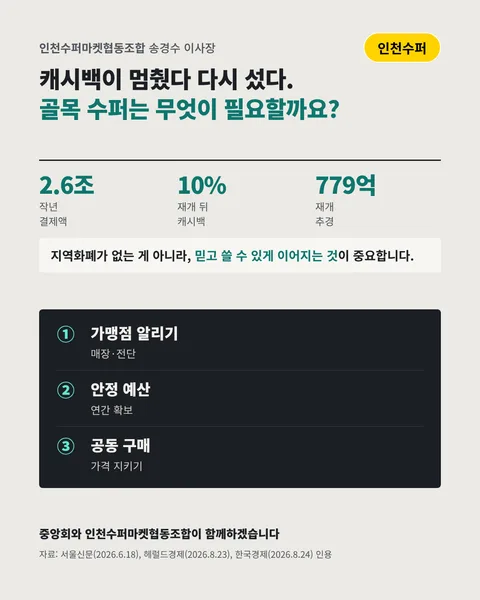 인천수퍼마켓협동조합 송경수 이사장
인천수퍼
캐시백이 멈췄다 다시 섰다.
골목 수퍼는 무엇이 필요할까요?
2.6조
작년
결제액
10%
재개 뒤
캐시백
779억
재개
추경
지역화폐가 없는 게 아니라, 믿고 쓸 수 있게 이어지는 것이 중요합니다.
1 가맹점 알리기
매장·전단
2 안정 예산
연간 확보
3 공동 구매
가격 지키기
중앙회와 인천수퍼마켓협동조합이 함께하겠습니다
자료: 서울신문(2026.6.18), 헤럴드경제(2026.8.23), 한국경제(2026.8.24) 인용